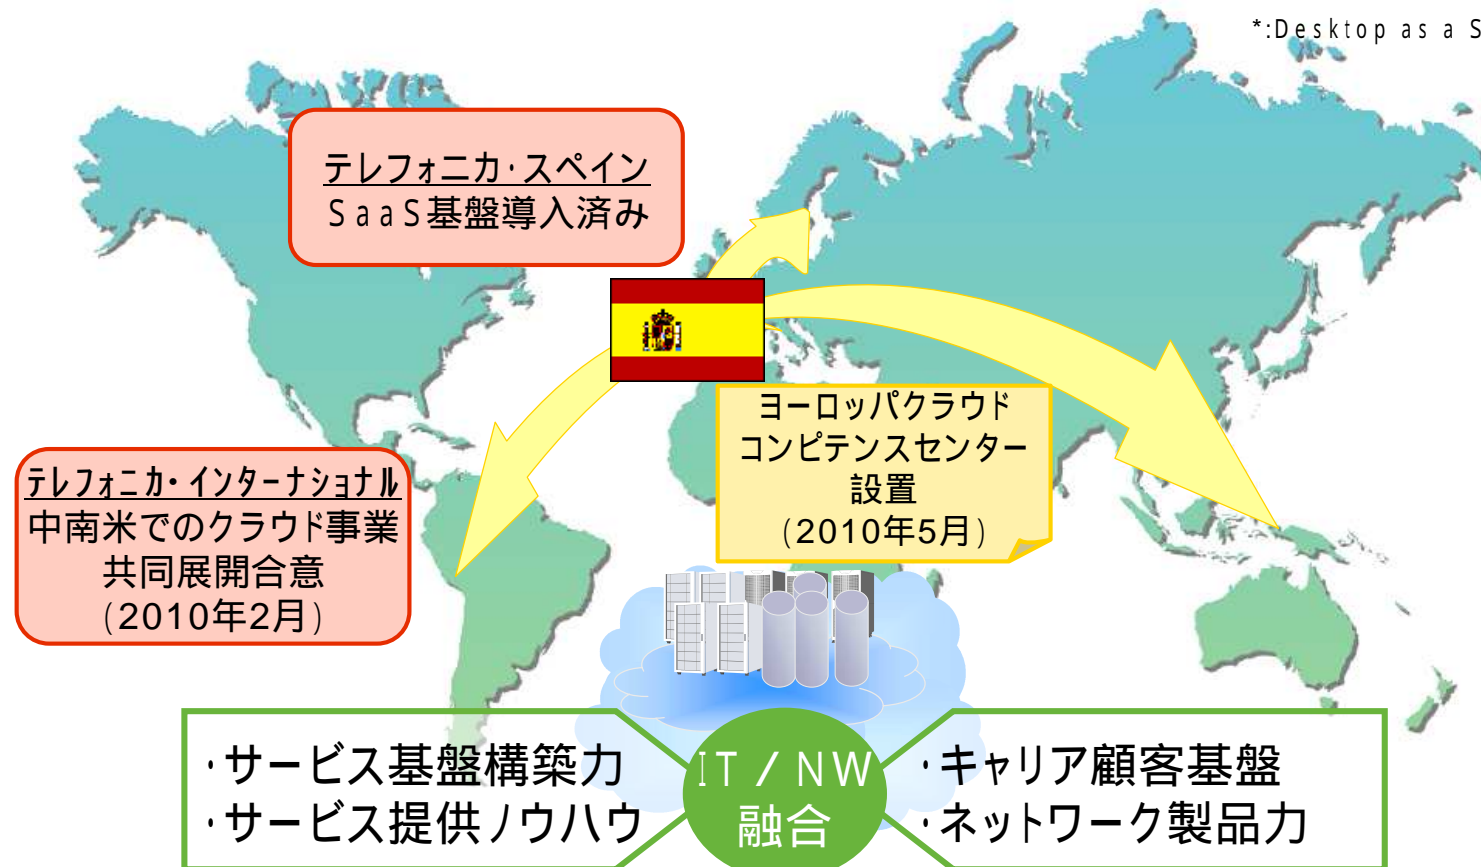 *:Desktop as a S
テレフォニカ・スペイン
SaaS基盤導入済み
テレフォニカ・インターナショナル
中南米でのクラウド事業
共同展開合意
(2010年2月)
ヨーロッパクラウド
コンピテンスセンター
設置
(2010年5月)
・サービス基盤構築力
・サービス提供ノウハウ
IT/NW
融合
・キャリア顧客基盤
・ネットワーク製品力